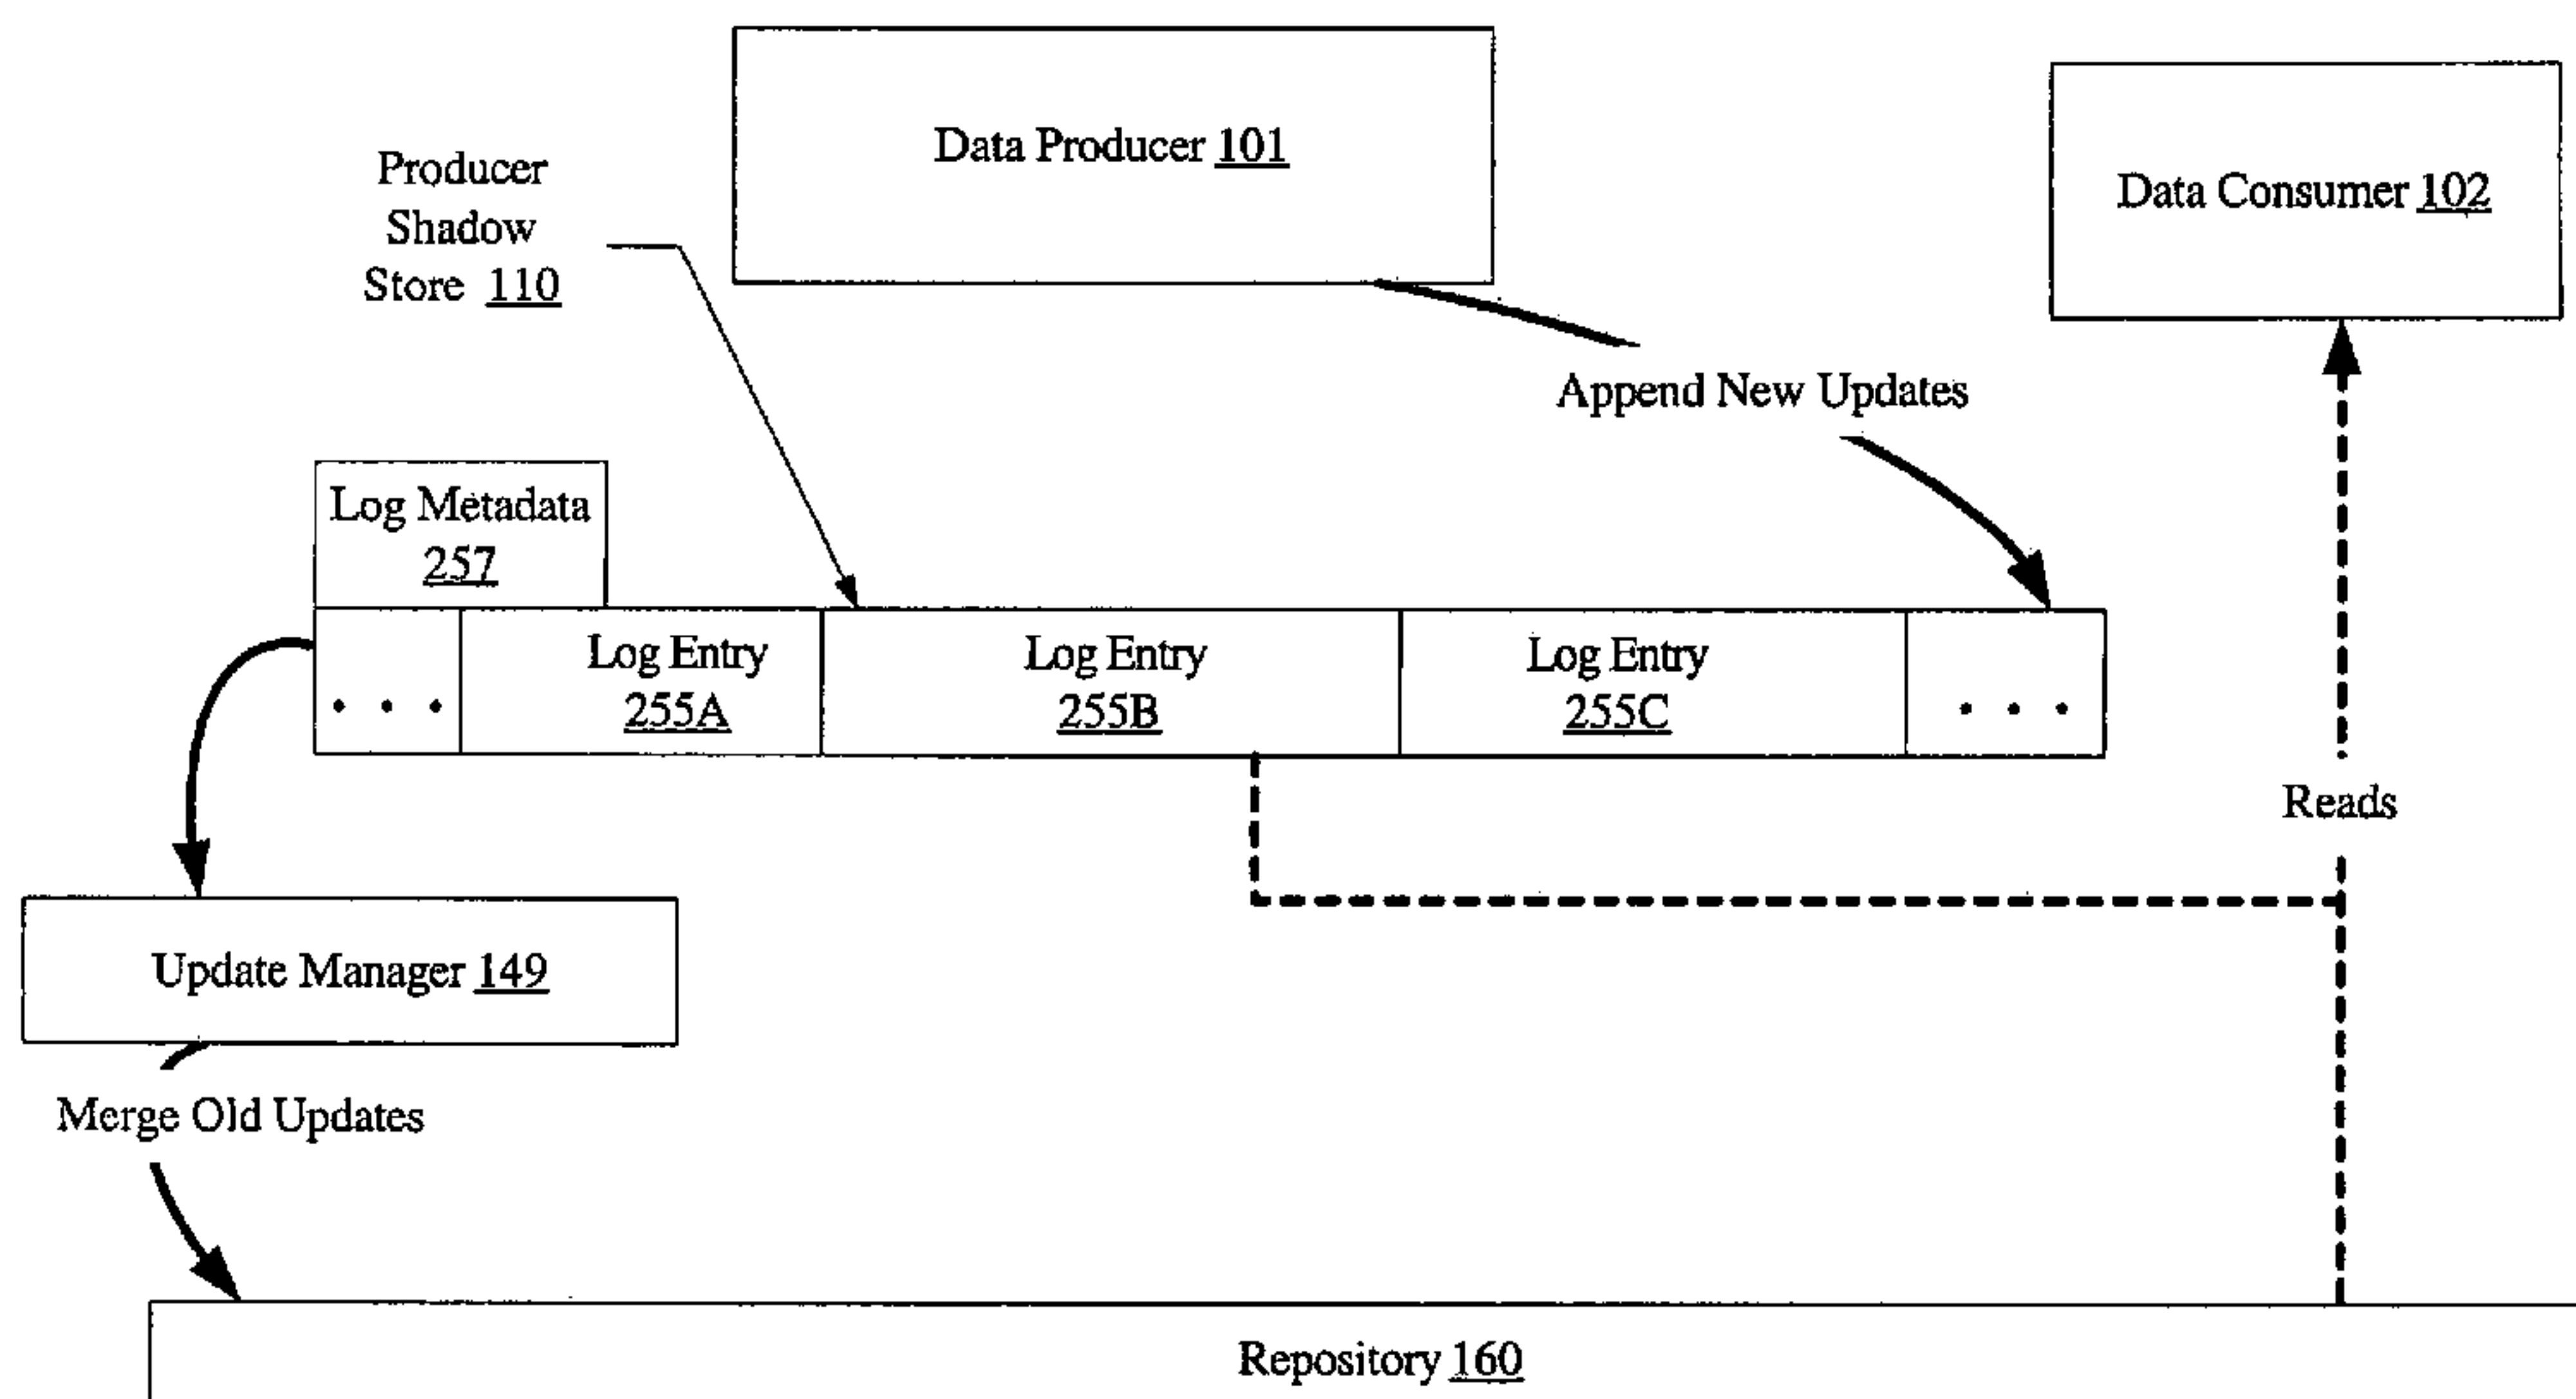 Data Producer 101
Data Consumer 102
Producer
Shadow
Store 110
Append New Updates
Log Metadata
257
. . .
Log Entry
255A
Log Entry
255B
Log Entry
255C
. . .
Reads
Update Manager 149
Merge Old Updates
Repository 160